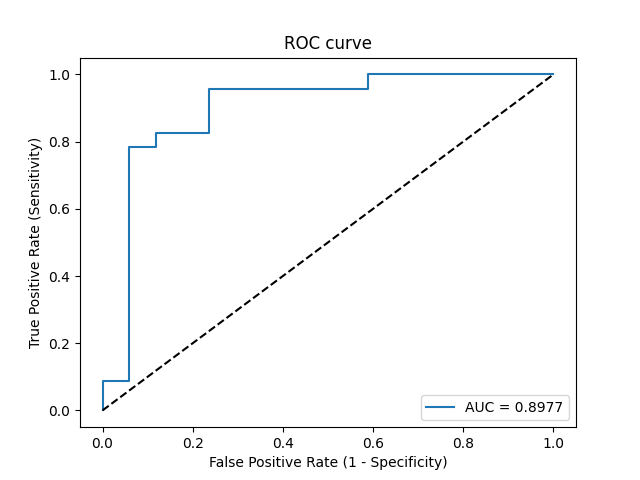 ROC curve
1.0
0.8
0.6
0.4
0.2
0.0
True Positive Rate (Sensitivity)
AUC = 0.8977
0.0 0.2 0.4 0.6 0.8 1.0
False Positive Rate (1 - Specificity)